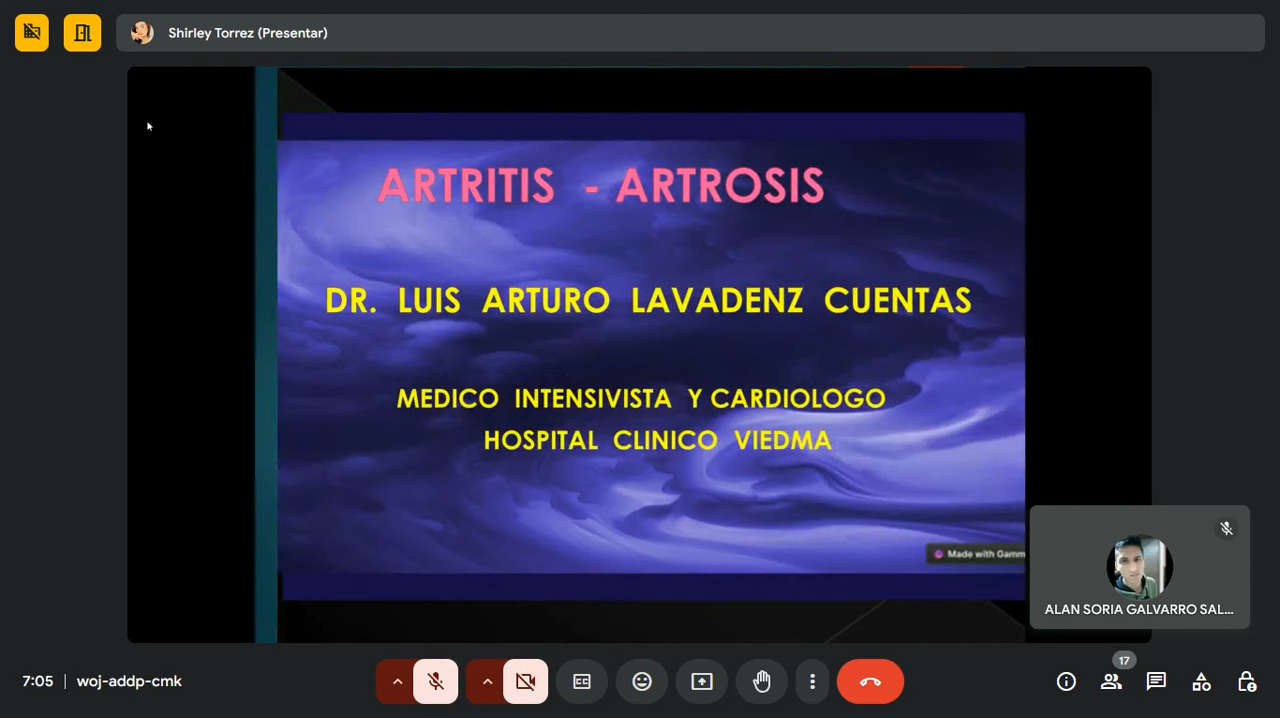 Shirley Torrez (Presentar)
ARTRITIS - ARTROSIS
DR. LUIS ARTURO LAVADENZ CUENTAS
MEDICO INTENSIVISTA Y CARDIOLOGO
HOSPITAL CLINICO VIEDMA
Made with Gamm
ALAN SORIA GALVARRO SAL...
17
7:05 | woj-addp-cmk